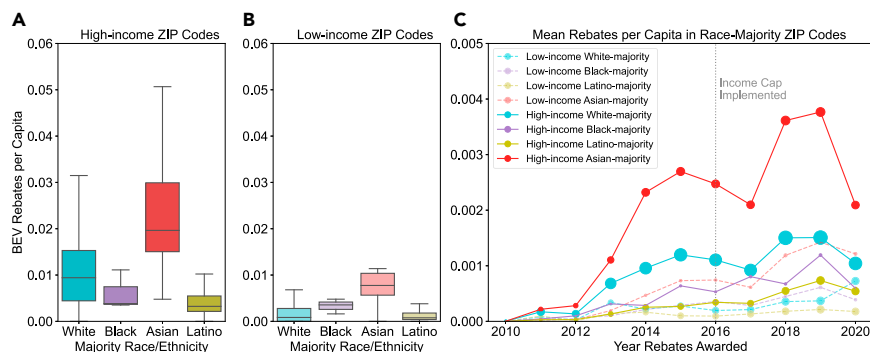 A
High-income ZIP Codes
BEV Rebates per Capita
0.06
0.05
0.04
0.03
0.02
0.01
0.00
White
Black
Asian
Latino
Majority Race/Ethnicity
B
Low-income ZIP Codes
0.06
0.05
0.04
0.03
0.02
0.01
0.00
White
Black
Asian
Latino
Majority Race/Ethnicity
C
Mean Rebates per Capita in Race-Majority ZIP Codes
0.005
0.004
0.003
0.002
0.001
0.000
Low-income White-majority
Low-income Black-majority
Low-income Latino-majority
Low-income Asian-majority
High-income White-majority
High-income Black-majority
High-income Latino-majority
High-income Asian-majority
Income Cap
Implemented
2010
2012
2014
2016
2018
2020
Year Rebates Awarded